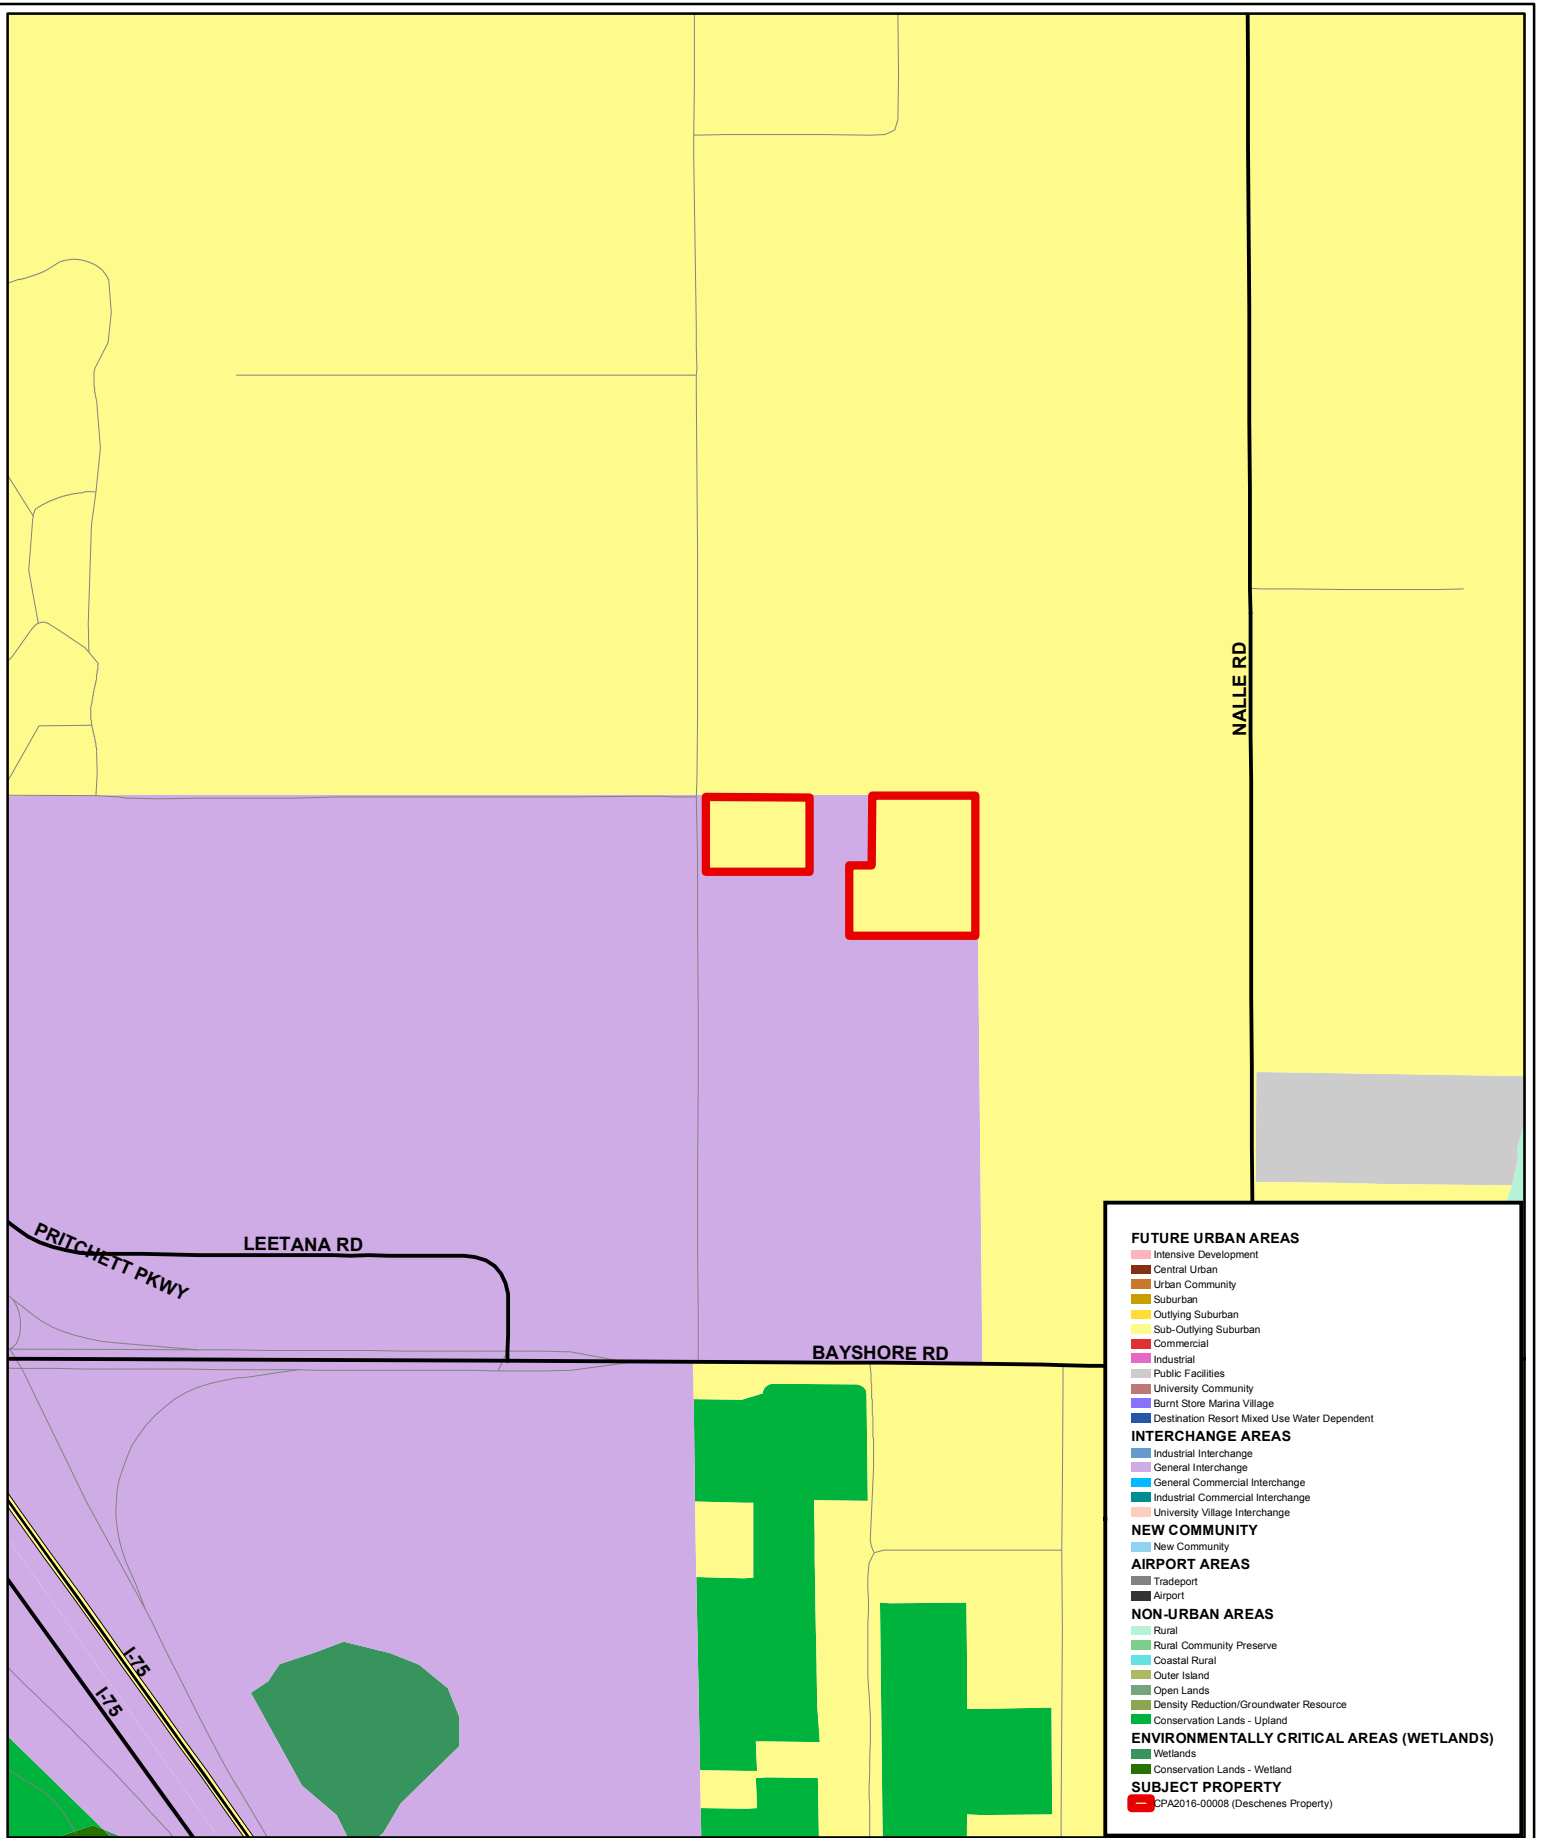 NALLE RD
PRITCHETT PKWY
LEETANA RD
BAYSHORE RD
I-75
I-75
FUTURE URBAN AREAS
Intensive Development
Central Urban
Urban Community
Suburban
Outlying Suburban
Sub-Outlying Suburban
Commercial
Industrial
Public Facilities
University Community
Burnt Store Marina Village
Destination Resort Mixed Use Water Dependent
INTERCHANGE AREAS
Industrial Interchange
General Interchange
General Commercial Interchange
Industrial Commercial Interchange
University Village Interchange
NEW COMMUNITY
New Community
AIRPORT AREAS
Tradeport
Airport
NON-URBAN AREAS
Rural
Rural Community Preserve
Coastal Rural
Outer Island
Open Lands
Density Reduction/Groundwater Resource
Conservation Lands - Upland
ENVIRONMENTALLY CRITICAL AREAS (WETLANDS)
Wetlands
Conservation Lands - Wetland
SUBJECT PROPERTY
CPA2016-00008 (Deschenes Property)